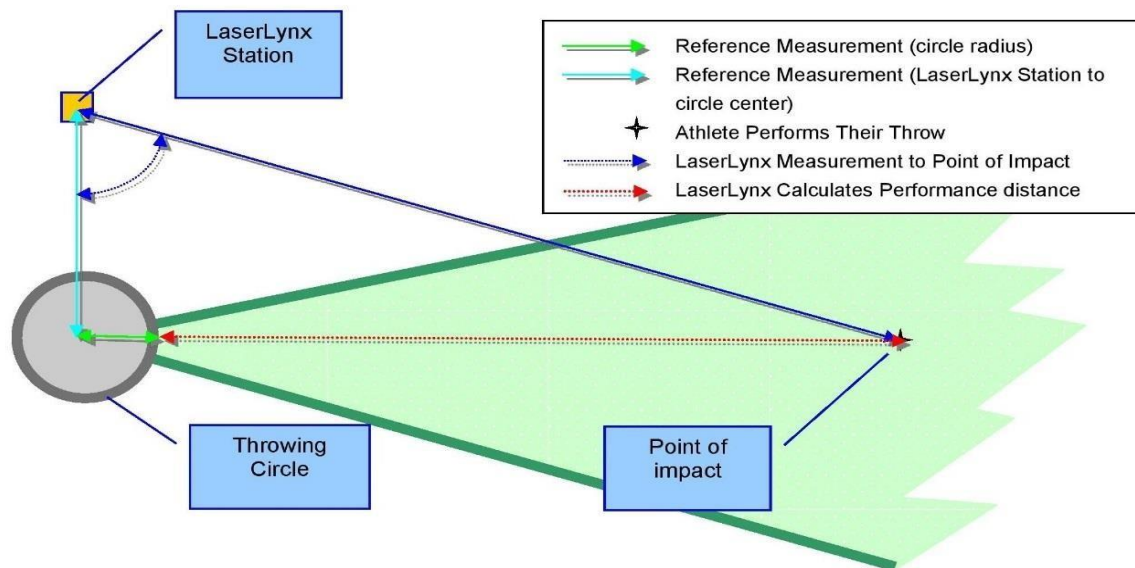 LaserLynx
Station
Reference Measurement (circle radius)
Reference Measurement (LaserLynx Station to
circle center)
Athlete Performs Their Throw
LaserLynx Measurement to Point of Impact
LaserLynx Calculates Performance distance
Throwing
Circle
Point of
impact